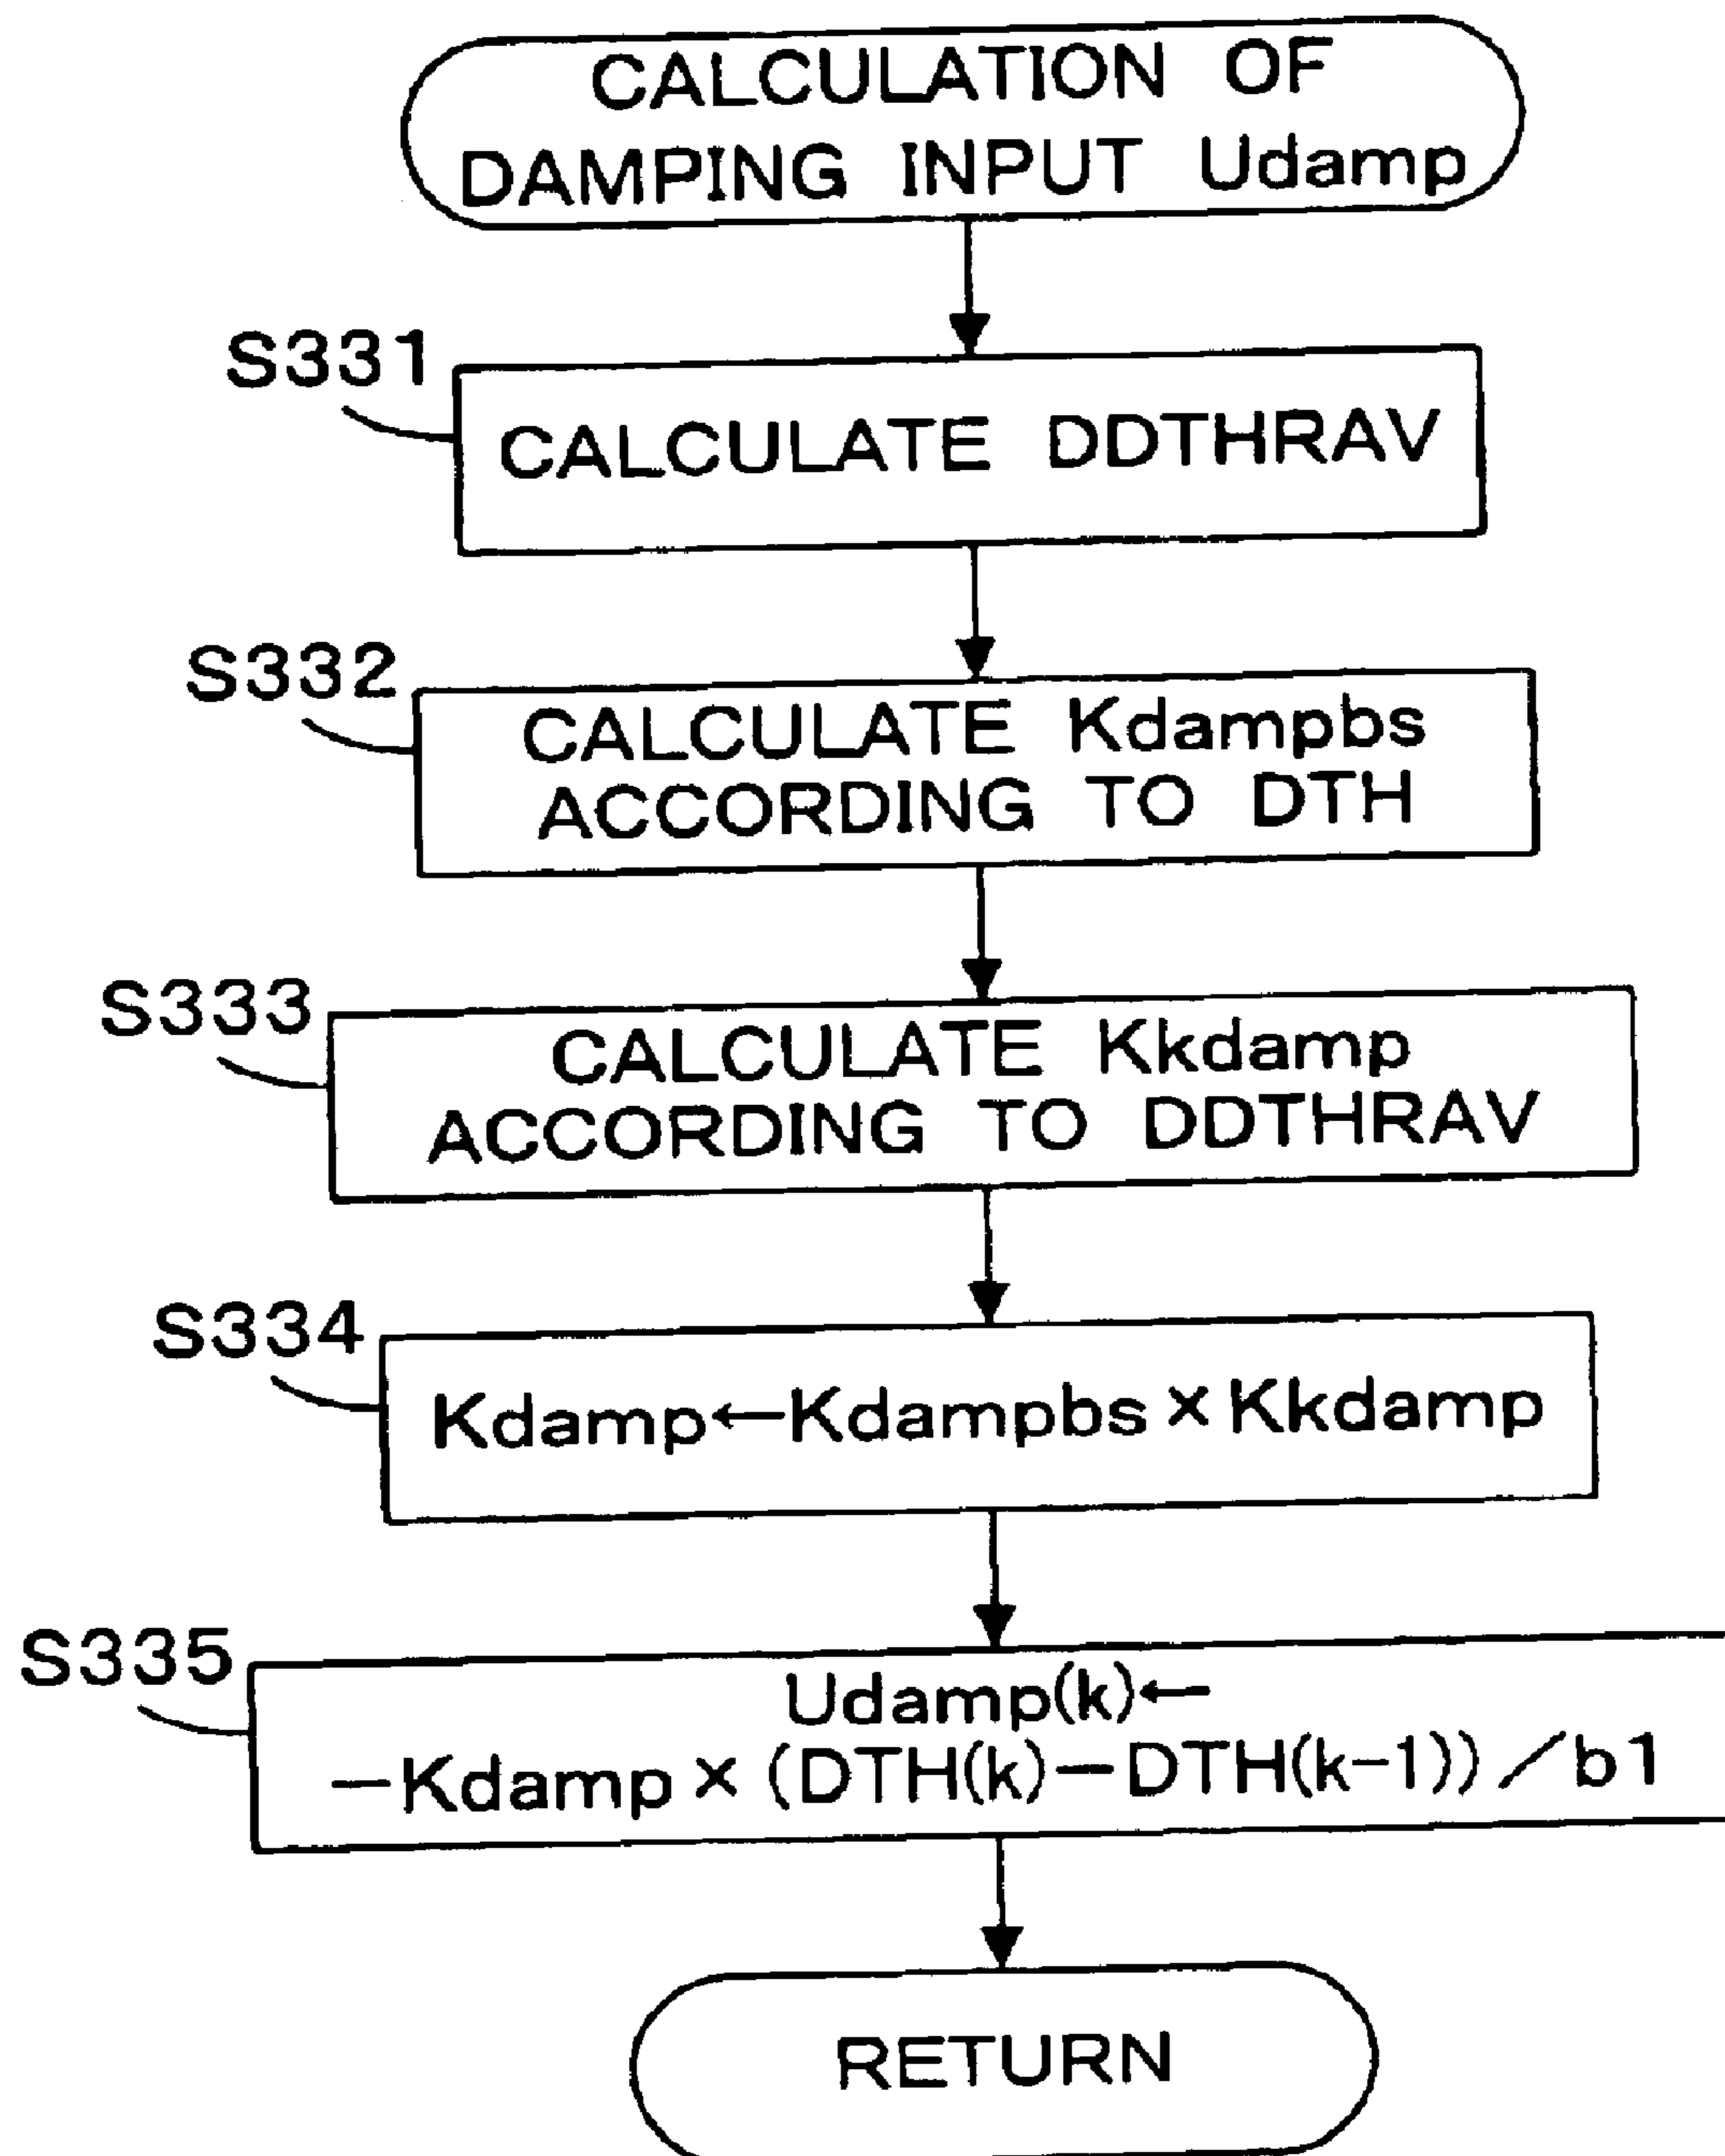 CALCULATION OF
DAMPING INPUT Udamp
S331
CALCULATE DDTHRAV
S332
CALCULATE Kdampbs
ACCORDING TO DTH
S333
CALCULATE Kkdamp
ACCORDING TO DDTHRAV
S334
Kdamp←Kdampbs×Kkdamp
S335
Udamp(k)←
−Kdamp×(DTH(k)−DTH(k−1))/b1
RETURN